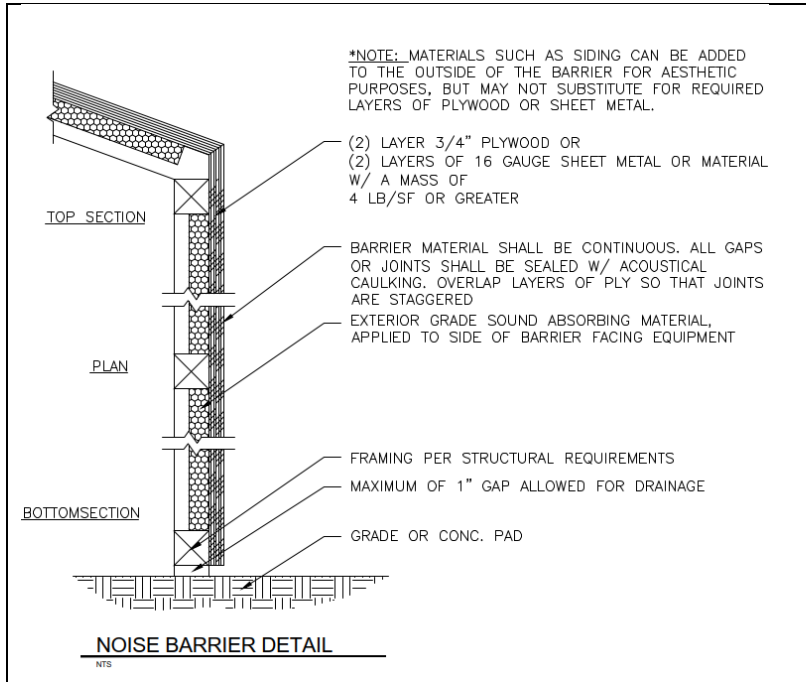 *NOTE: MATERIALS SUCH AS SIDING CAN BE ADDED
TO THE OUTSIDE OF THE BARRIER FOR AESTHETIC
PURPOSES, BUT MAY NOT SUBSTITUTE FOR REQUIRED
LAYERS OF PLYWOOD OR SHEET METAL.
(2) LAYER 3/4" PLYWOOD OR
(2) LAYERS OF 16 GAUGE SHEET METAL OR MATERIAL
W/ A MASS OF
4 LB/SF OR GREATER
TOP SECTION
BARRIER MATERIAL SHALL BE CONTINUOUS. ALL GAPS
OR JOINTS SHALL BE SEALED W/ ACOUSTICAL
CAULKING. OVERLAP LAYERS OF PLY SO THAT JOINTS
ARE STAGGERED
EXTERIOR GRADE SOUND ABSORBING MATERIAL,
APPLIED TO SIDE OF BARRIER FACING EQUIPMENT
PLAN
FRAMING PER STRUCTURAL REQUIREMENTS
MAXIMUM OF 1" GAP ALLOWED FOR DRAINAGE
BOTTOMSECTION
GRADE OR CONC. PAD
NOISE BARRIER DETAIL
NTS